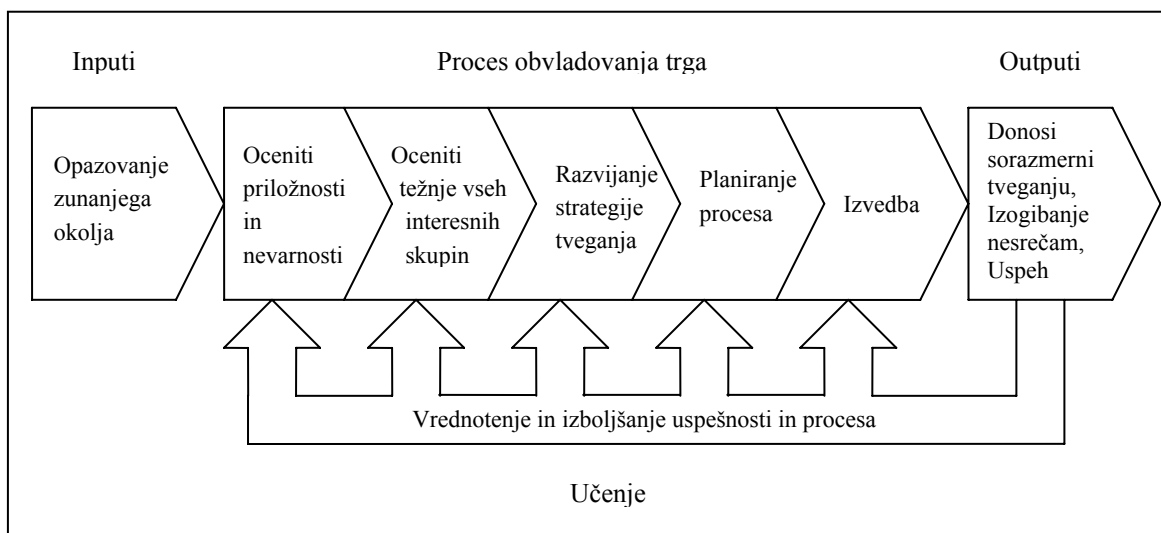 Inputi
Proces obvladovanja trga
Outputi
Opazovanje
zunanjega
okolja
Oceniti
priložnosti
in
nevarnosti
Oceniti
težnje vseh
interesnih
skupin
Razvijanje
strategije
tveganja
Planiranje
procesa
Izvedba
Donosi
sorazmerni
tveganju,
Izogibanje
nesrečam,
Uspeh
Vrednotenje in izboljšanje uspešnosti in procesa
Učenje